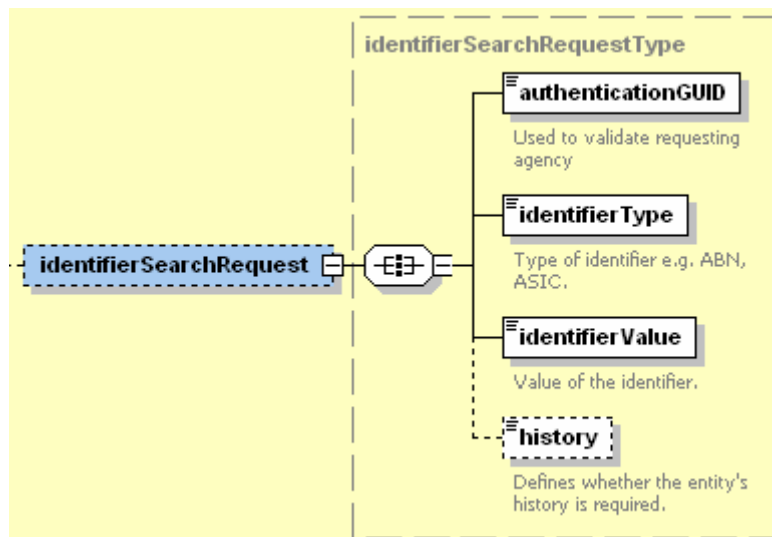 identifierSearchRequestType
authenticationGUID
Used to validate requesting
agency
identifierType
Type of identifier e.g. ABN,
ASIC.
identifierSearchRequest
identifierValue
Value of the identifier.
history
Defines whether the entity's
history is required.